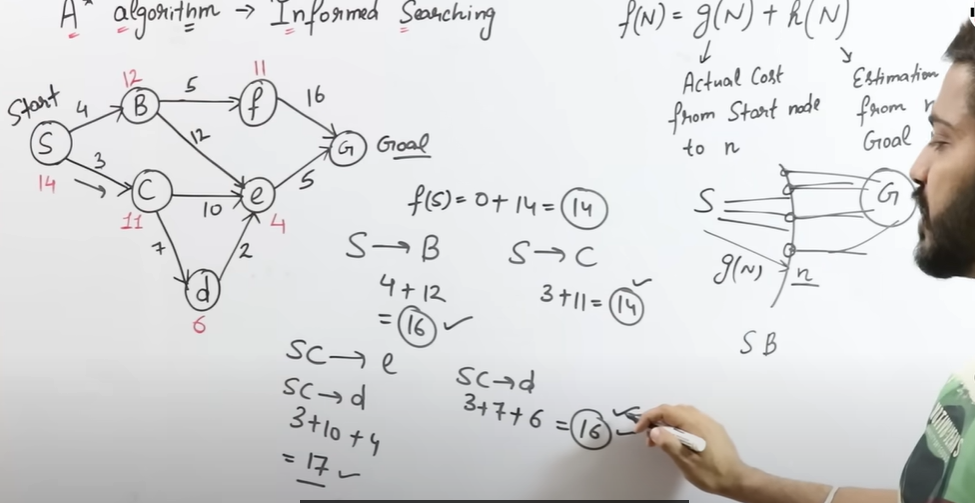 A* algorithm → Informed Searching
f(N) = g(N) + h(N)
Actual Cost
from Start node
to n
Estimation
from n
Goal
Start
S
14
4
12
B
5
11
f
16
G
Goal
3
11
C
12
10
e
4
5
7
d
6
2
f(S) = 0 + 14 = 14
S → B
4 + 12
= 16 ✓
S → C
3 + 11 = 14 ✓
S
G
g(N)
n
S B
SC → e
SC → d
3 + 10 + 4
= 17 ✓
SC → d
3 + 7 + 6 = 16 ✓